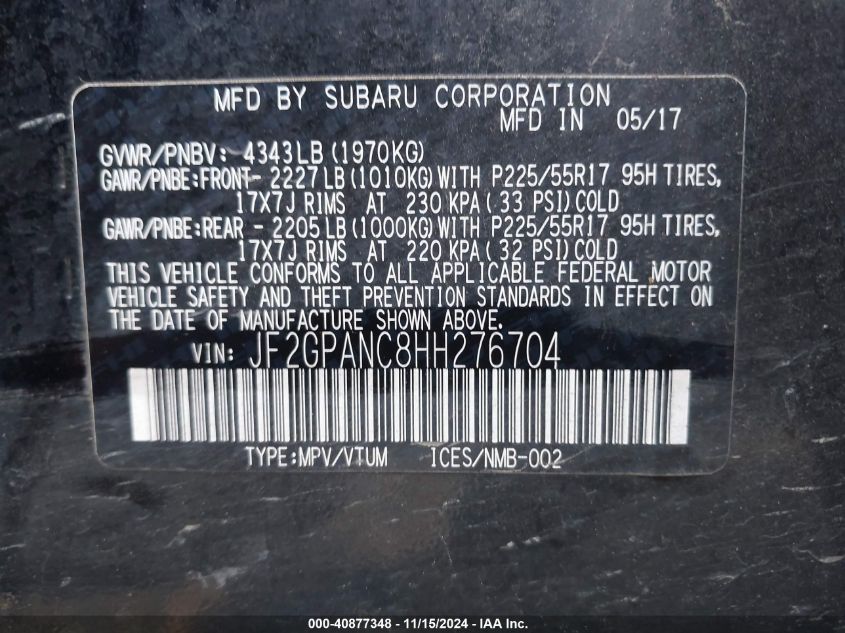 MFD BY SUBARU CORPORATION
MFD IN 05/17
GVWR/PNBV: 4343LB (1970KG)
GAWR/PNBE:FRONT- 2227LB (1010KG) WITH P225/55R17 95H TIRES,
17X7J RIMS AT 230 KPA ( 33 PSI) COLD
GAWR/PNBE:REAR - 2205LB (1000KG) WITH P225/55R17 95H TIRES,
17X7J RIMS AT 220 KPA ( 32 PSI) COLD
THIS VEHICLE CONFORMS TO ALL APPLICABLE FEDERAL MOTOR
VEHICLE SAFETY AND THEFT PREVENTION STANDARDS IN EFFECT ON
THE DATE OF MANUFACTURE SHOWN ABOVE.
VIN: JF2GPANC8HH276704
TYPE:MPV/VTUM ICES/NMB-002
000-40877348 - 11/15/2024 - IAA Inc.